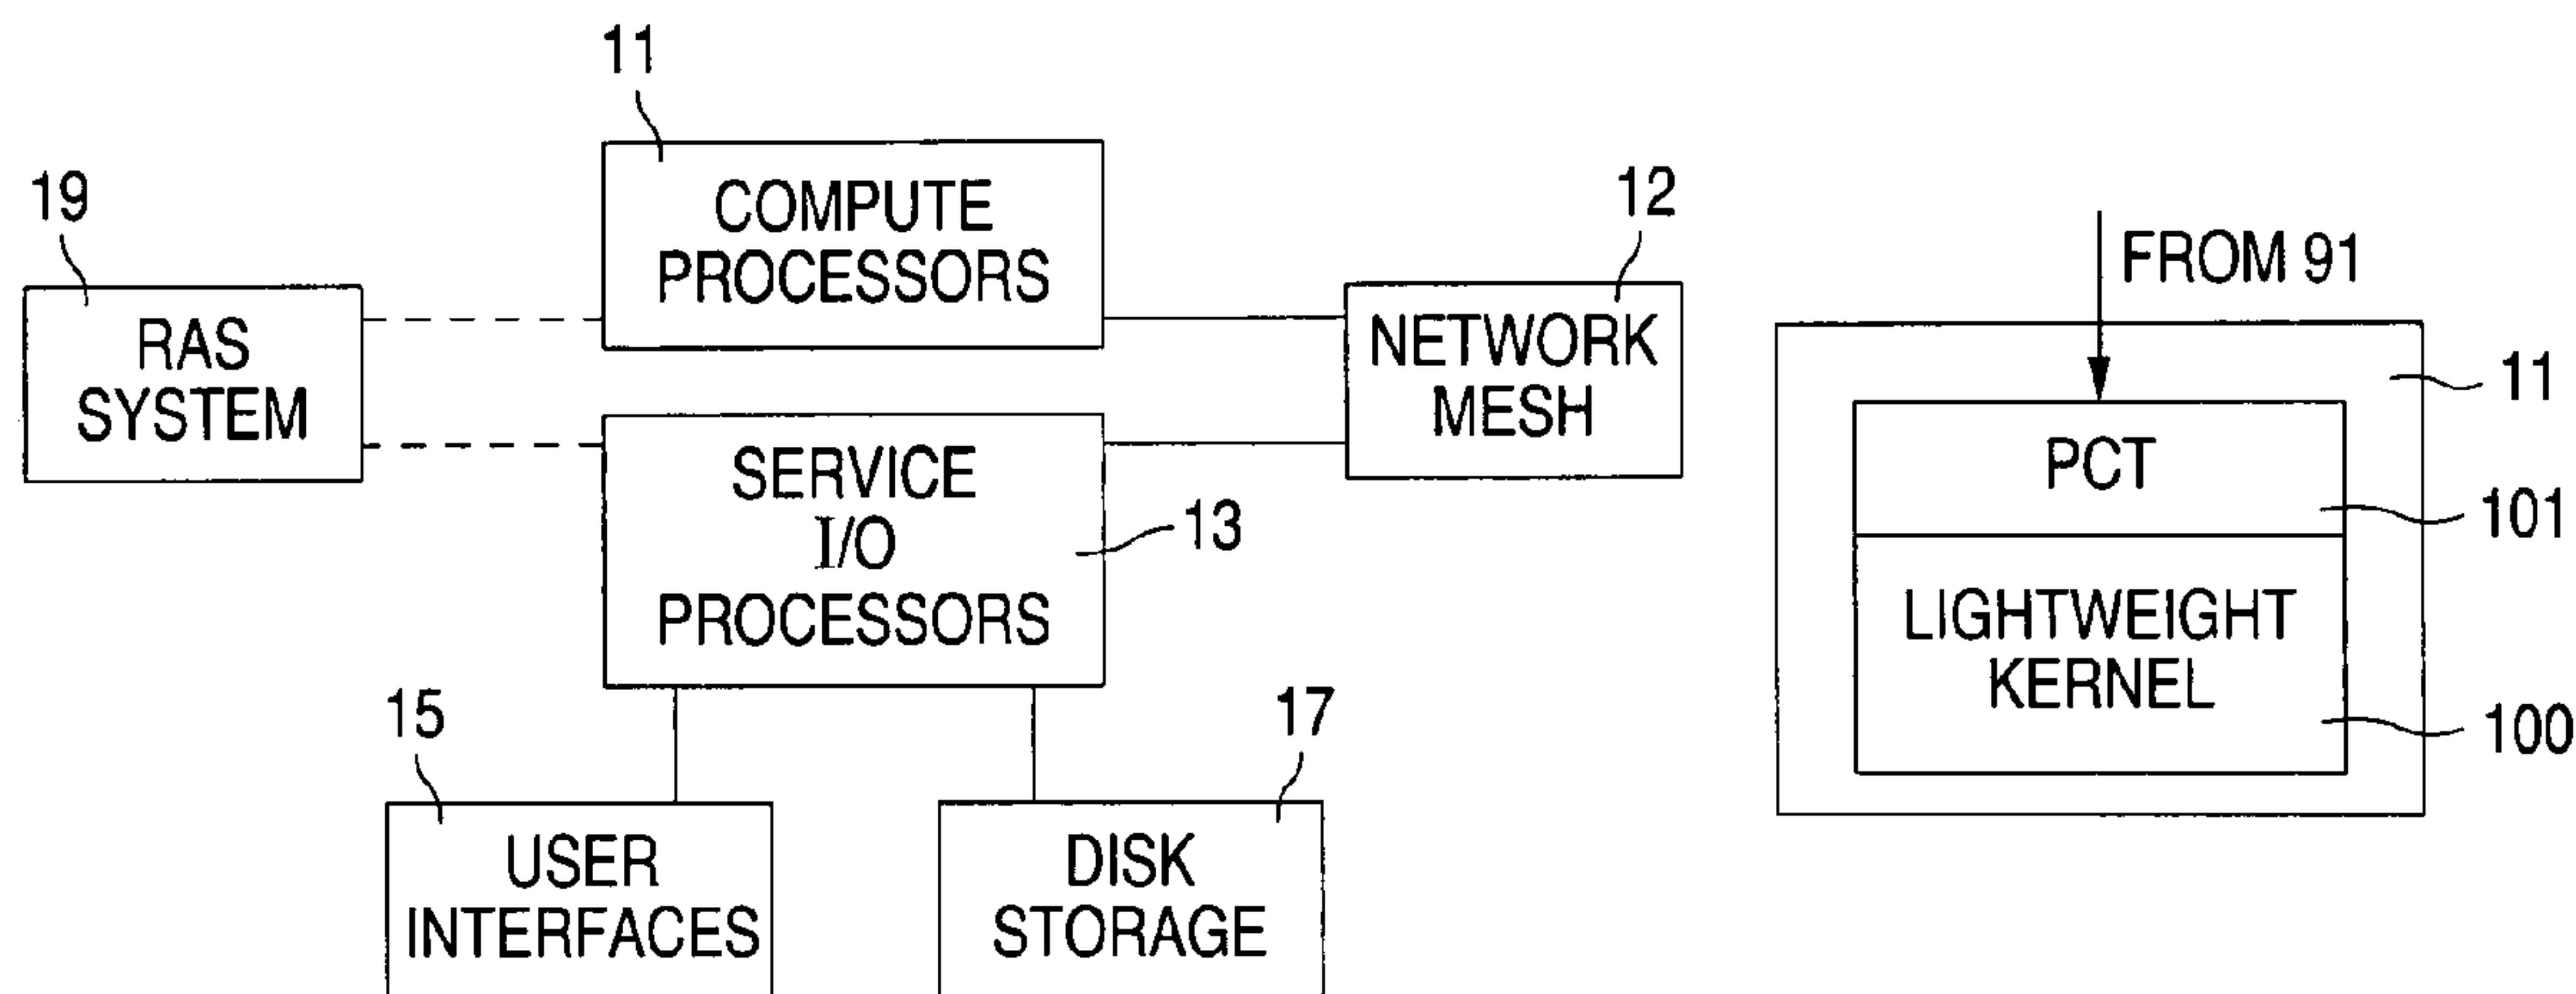 11
COMPUTE
PROCESSORS
19
RAS
SYSTEM
12
NETWORK
MESH
SERVICE
I/O
PROCESSORS
13
15
USER
INTERFACES
17
DISK
STORAGE
FROM 91
11
PCT
101
LIGHTWEIGHT
KERNEL
100